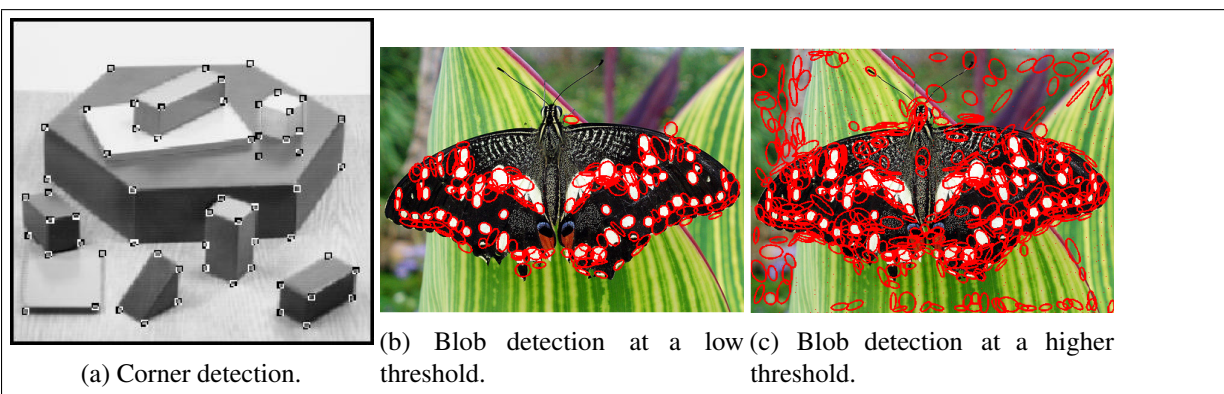 (a) Corner detection.
(b) Blob detection at a low
threshold.
(c) Blob detection at a higher
threshold.